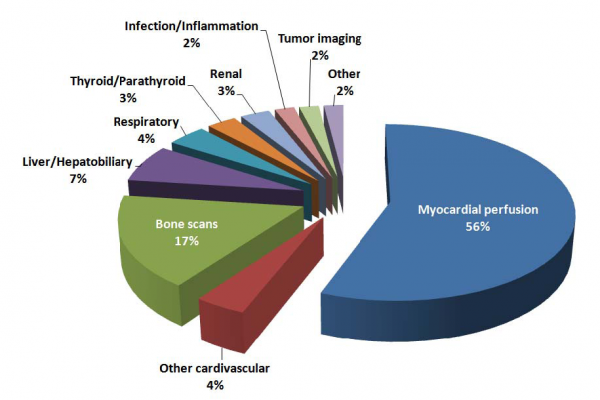 Infection/Inflammation
2%
Tumor imaging
2%
Renal
3%
Other
2%
Thyroid/Parathyroid
3%
Respiratory
4%
Liver/Hepatobiliary
7%
Bone scans
17%
Myocardial perfusion
56%
Other cardivascular
4%